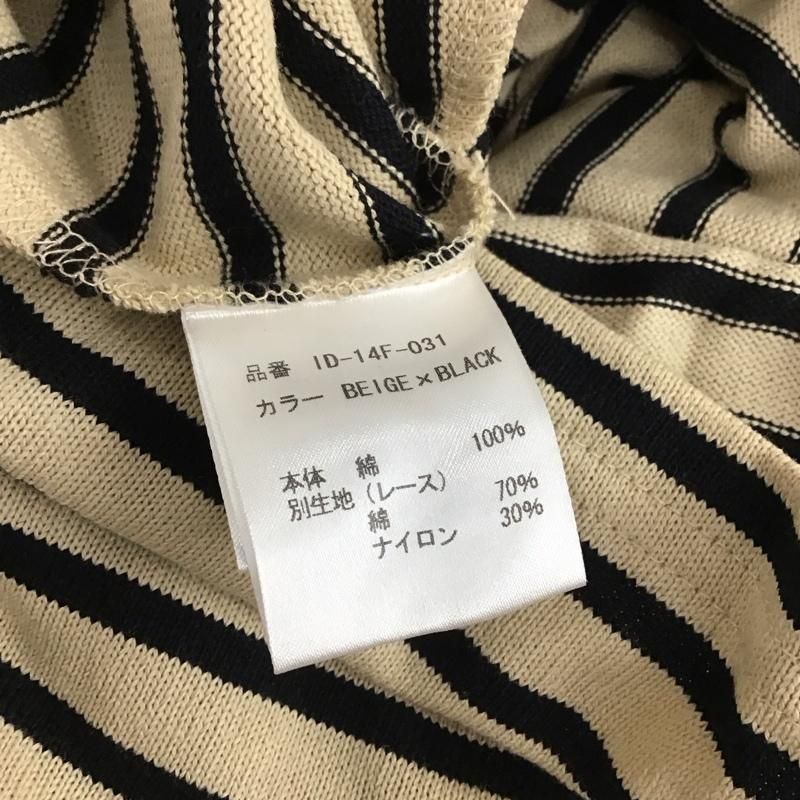 品番 ID-14F-031
カラー BEIGE×BLACK
本体 綿 100%
別生地(レース)
綿 70%
ナイロン 30%